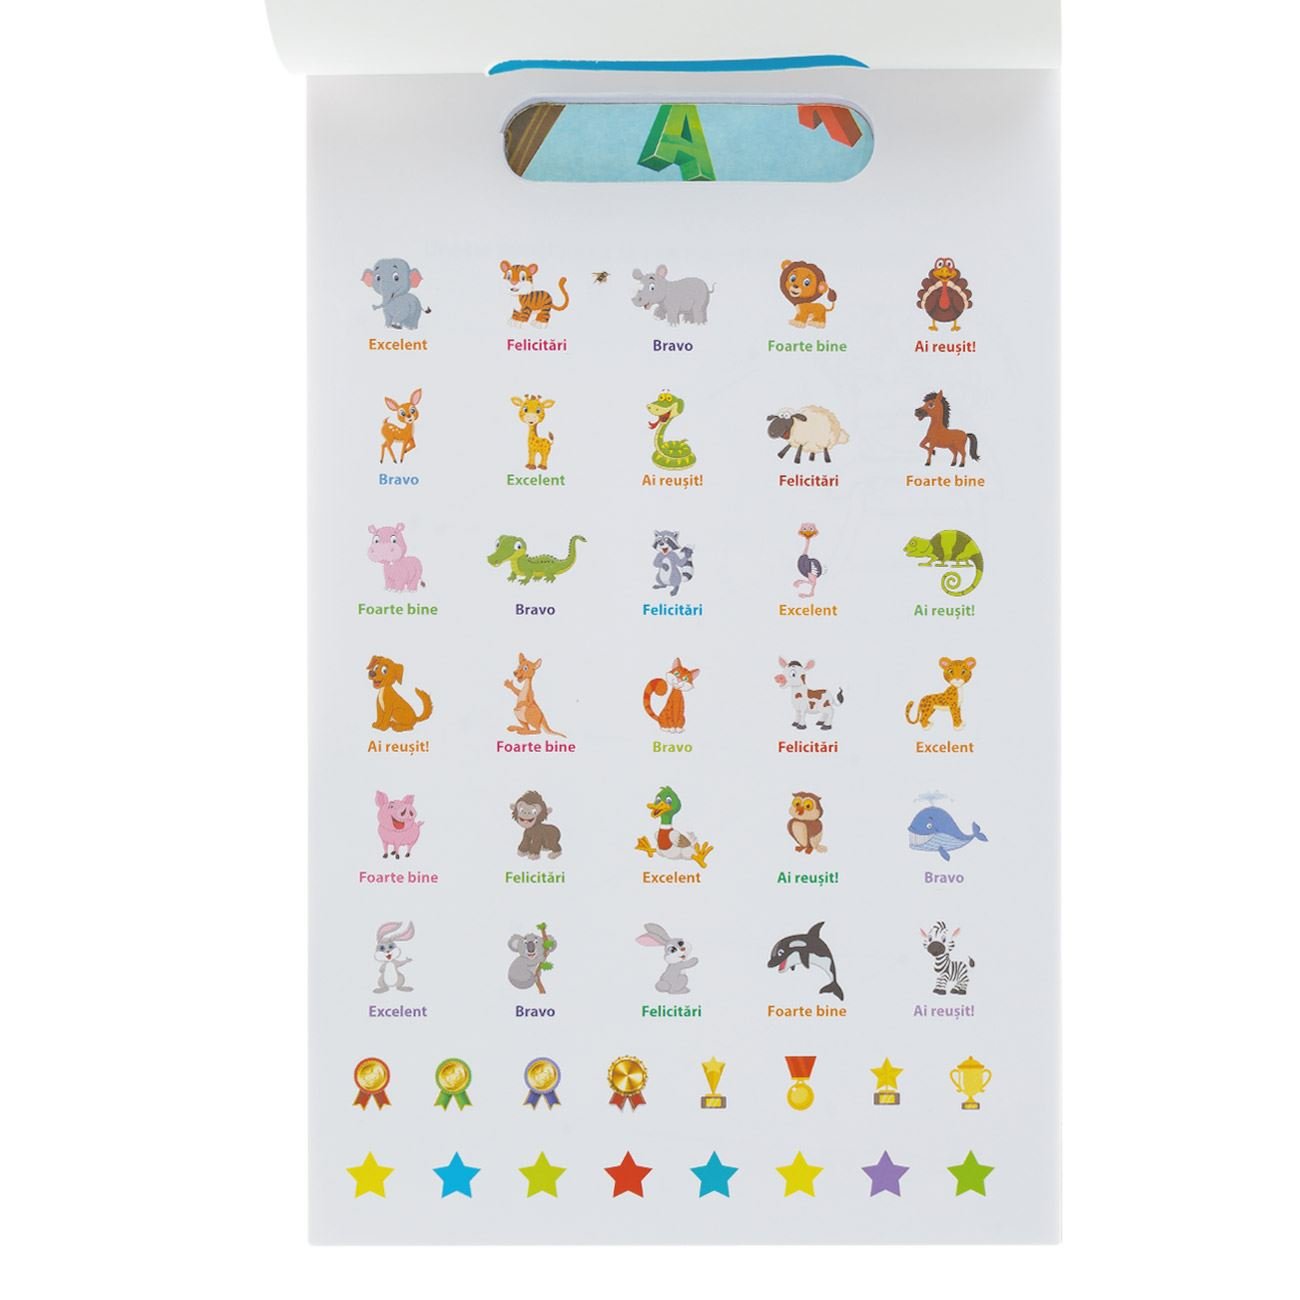 A
Excelent Felicitări Bravo Foarte bine Ai reușit!
Bravo Excelent Ai reușit! Felicitări Foarte bine
Foarte bine Bravo Felicitări Excelent Ai reușit!
Ai reușit! Foarte bine Bravo Felicitări Excelent
Foarte bine Felicitări Excelent Ai reușit! Bravo
Excelent Bravo Felicitări Foarte bine Ai reușit!